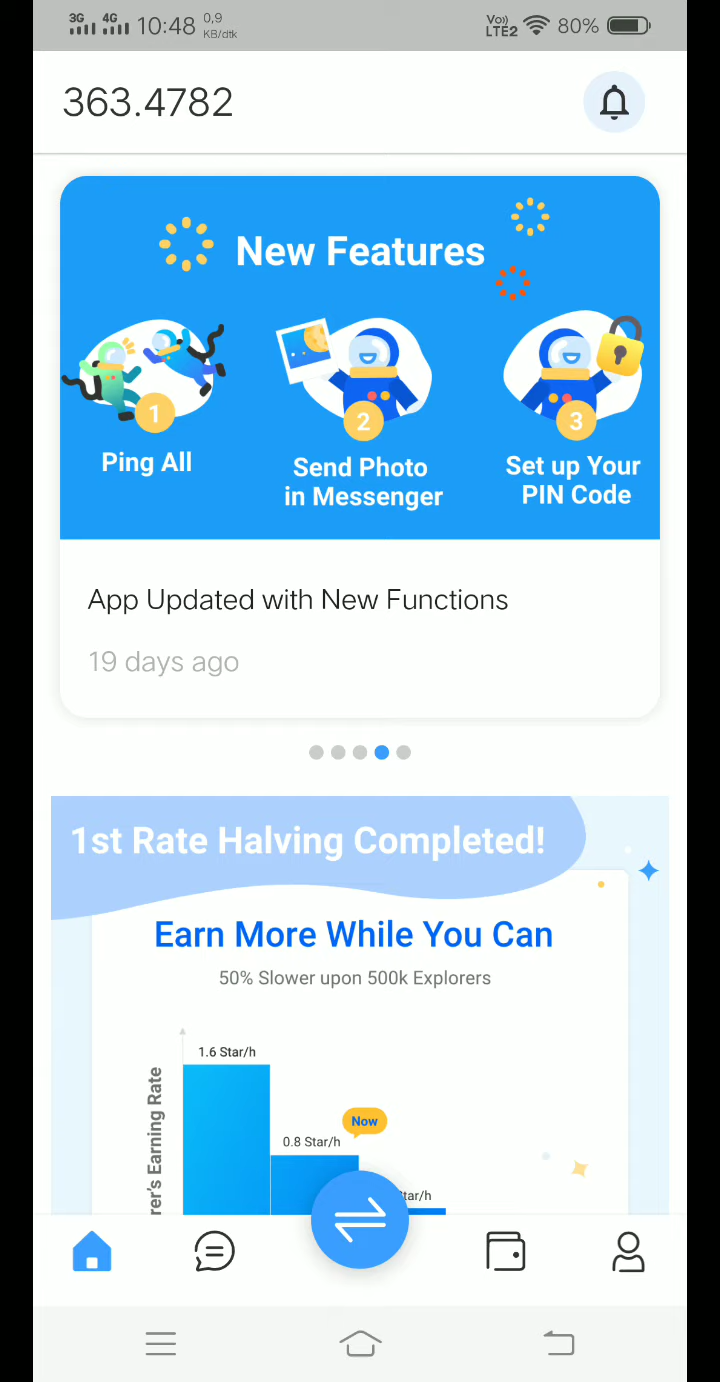 3G 4G 10:48 0,9 KB/dtk Vo)) LTE2 80%
363.4782
New Features
1 2 3
Ping All
Send Photo
in Messenger
Set up Your
PIN Code
App Updated with New Functions
19 days ago
1st Rate Halving Completed!
Earn More While You Can
50% Slower upon 500k Explorers
1.6 Star/h
Now
0.8 Star/h
tar/h
rer's Earning Rate